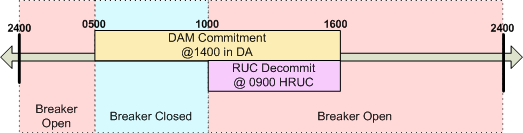 2400
0500
1000
1600
2400
DAM Commitment
@1400 in DA
RUC Decommit
@ 0900 HRUC
Breaker
Open
Breaker Closed
Breaker Open